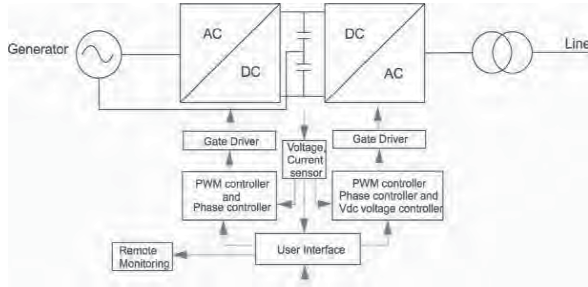 Generator
AC
DC
DC
AC
Line
Gate Driver
Voltage,
Current
sensor
Gate Driver
PWM controller
and
Phase controller
PWM controller
Phase controller and
Vdc voltage controller
User Interface
Remote
Monitoring